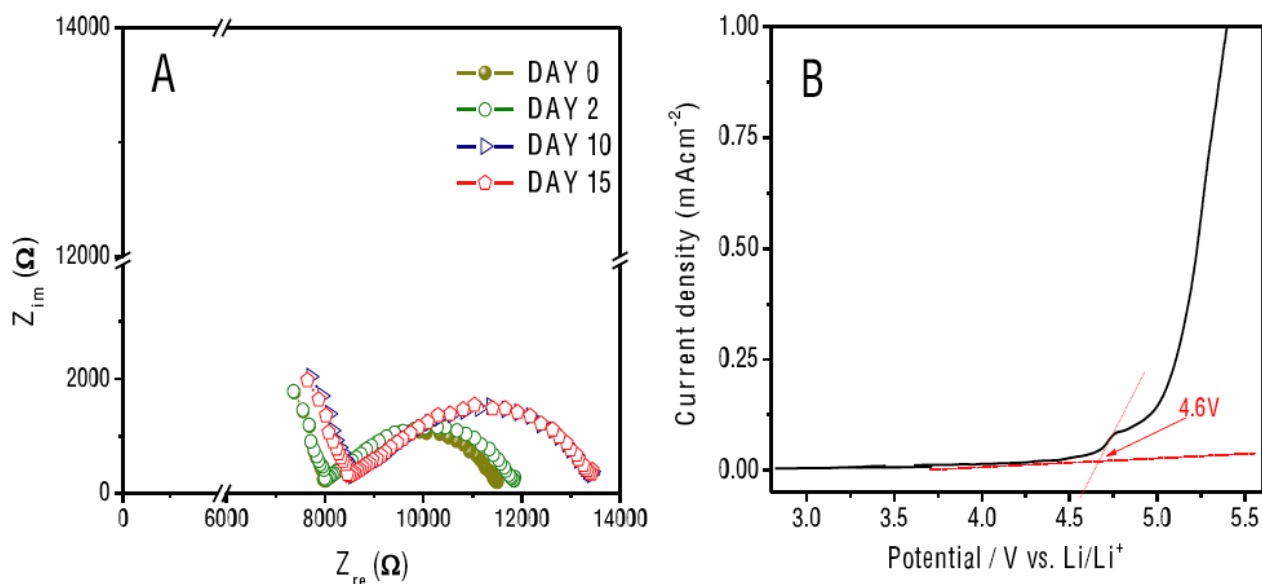 A
14000
12000
2000
0
Z_im (Ω)
DAY 0
DAY 2
DAY 10
DAY 15
0 6000 8000 10000 12000 14000
Z_re (Ω)
B
1.00
0.75
0.50
0.25
0.00
Current density (mAcm⁻²)
4.6V
3.0 3.5 4.0 4.5 5.0 5.5
Potential / V vs. Li/Li⁺